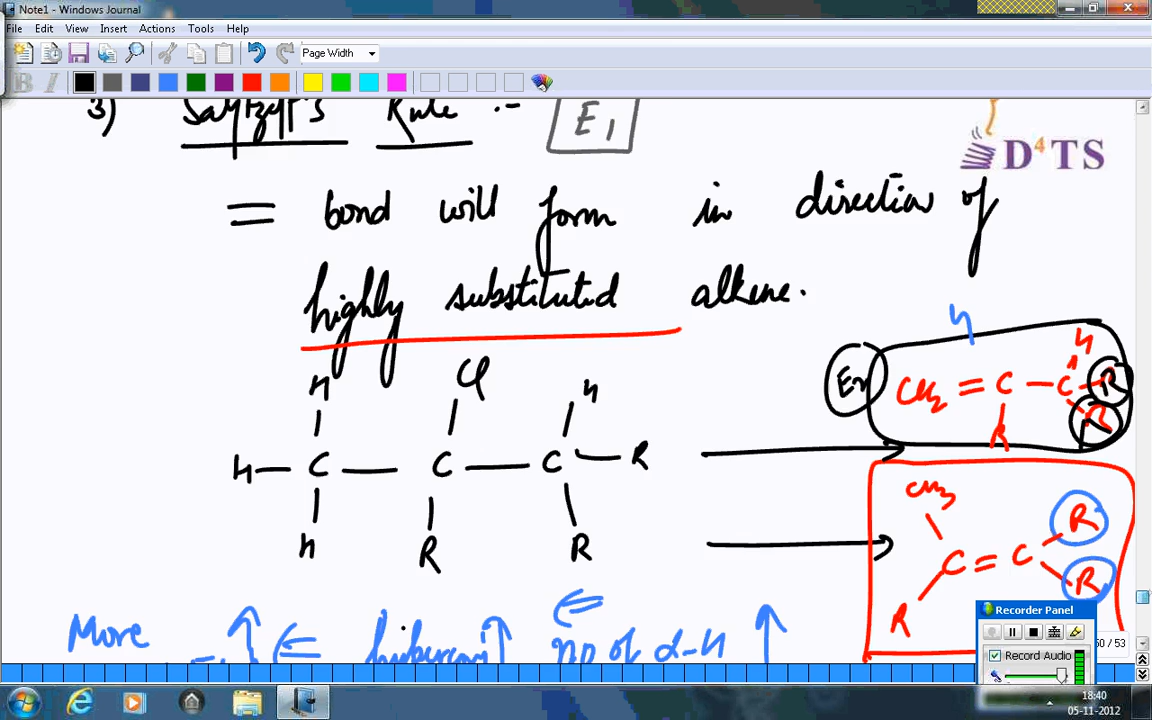 Note1 - Windows Journal
File Edit View Insert Actions Tools Help
Page Width
B I
3) Saytzeff's Rule :- E1
D4TS
= bond will form in direction of
highly substituted alkene.
H Cl H
H — C — C — C — R
H R R
H
CH2 = C — C
H
R
R
R
CH3
C = C
R
R
R
More
⇐
⇐ no of α-H
Recorder Panel
Record Audio
50 / 53
18:40
05-11-2012